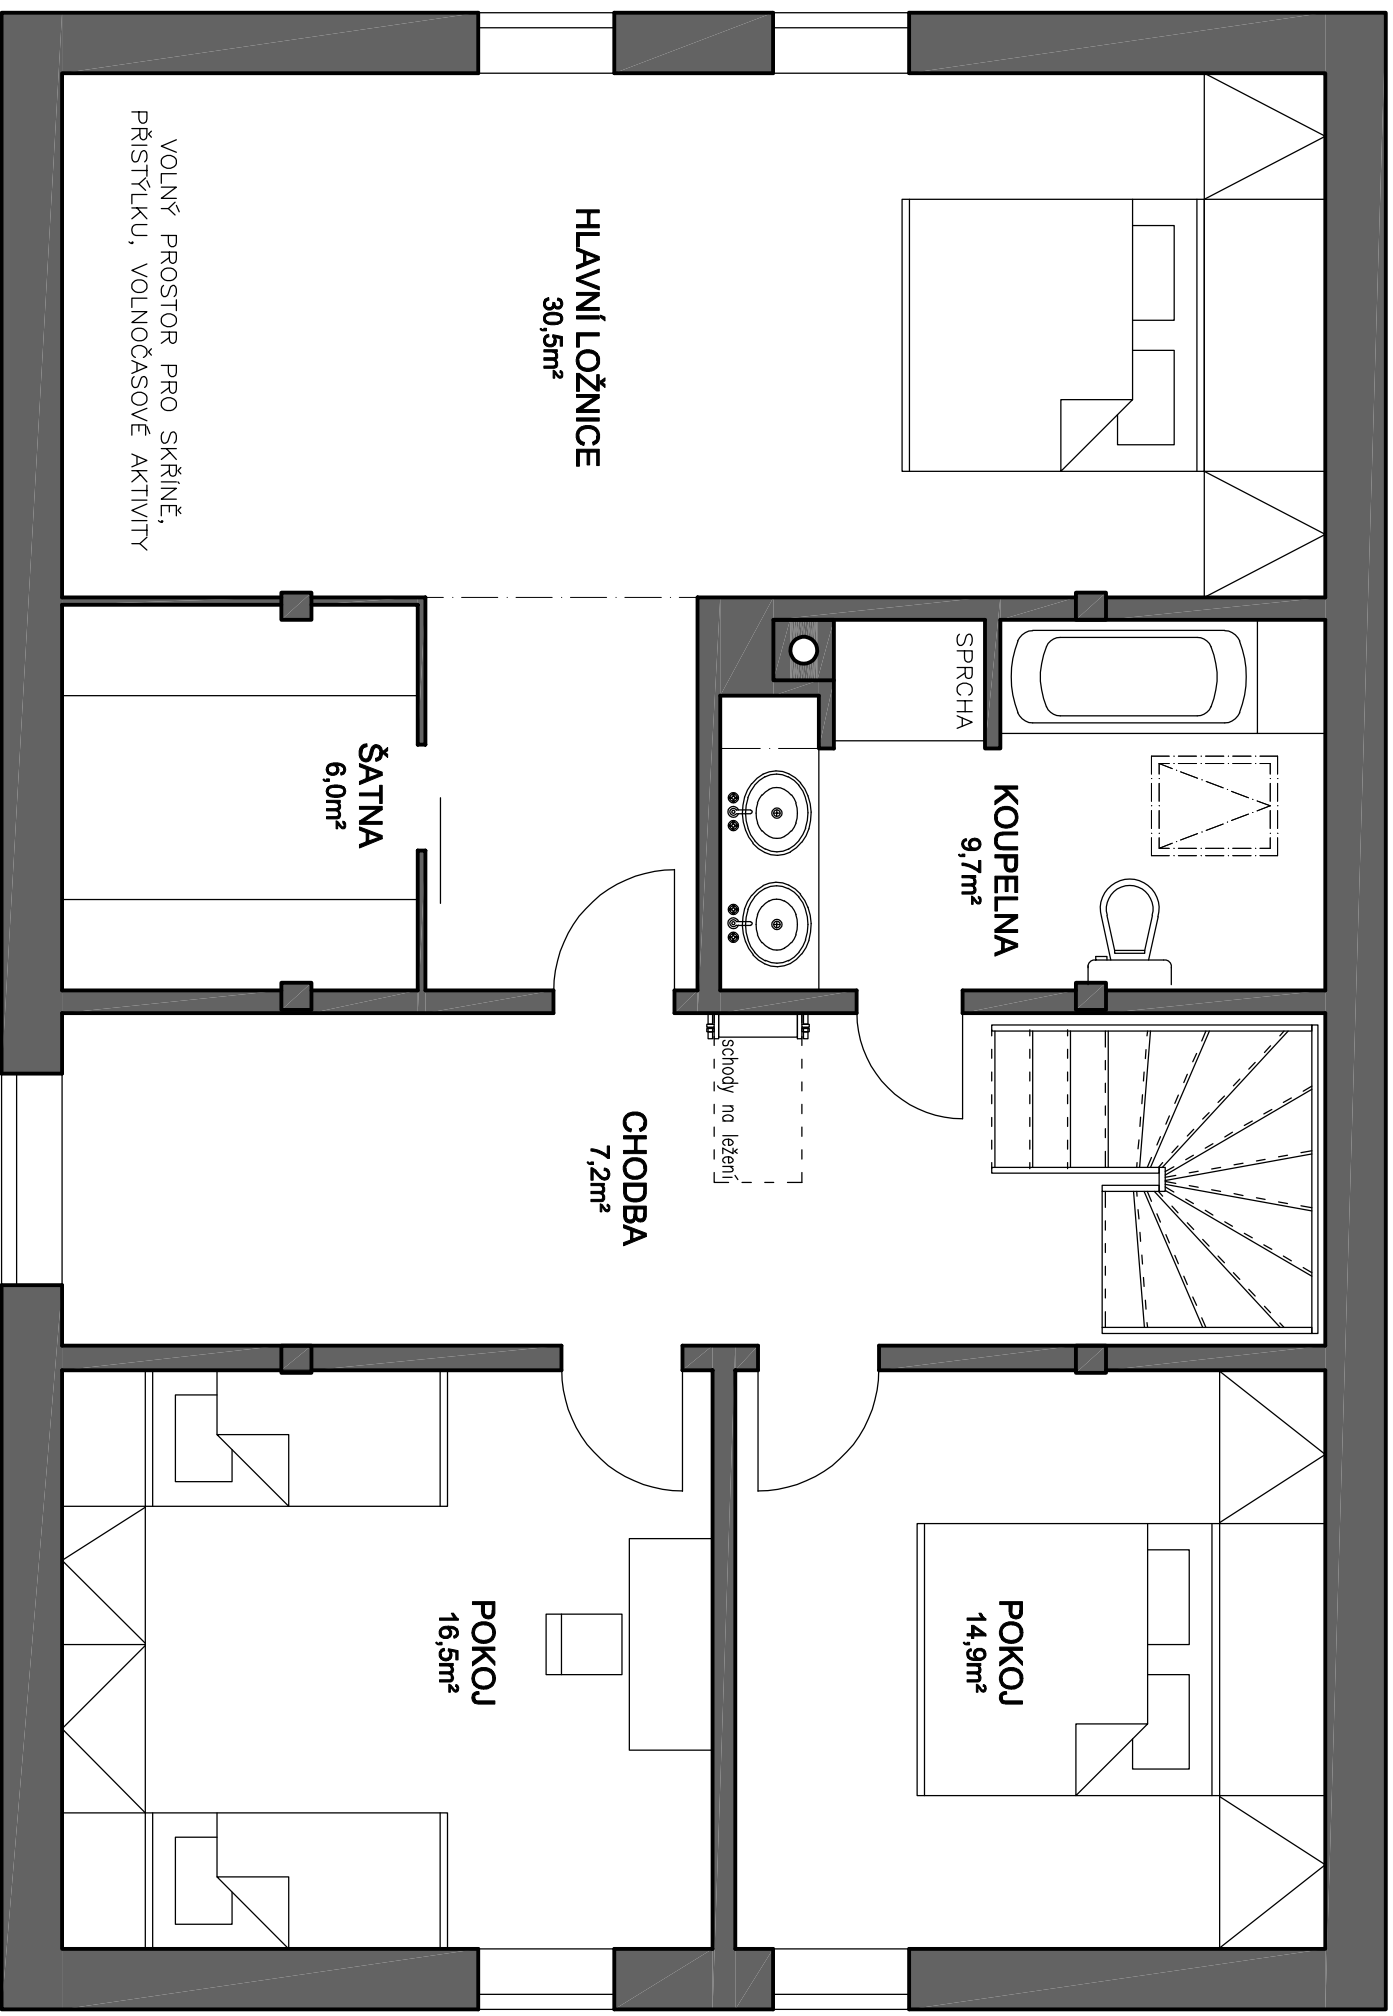 HLAVNÍ LOŽNICE
30,5m²
VOLNÝ PROSTOR PRO SKŘÍNĚ,
PŘISTÝLKU, VOLNOČASOVÉ AKTIVITY
SPRCHA
KOUPELNA
9,7m²
ŠATNA
6,0m²
schody na ležení
CHODBA
7,2m²
POKOJ
14,9m²
POKOJ
16,5m²